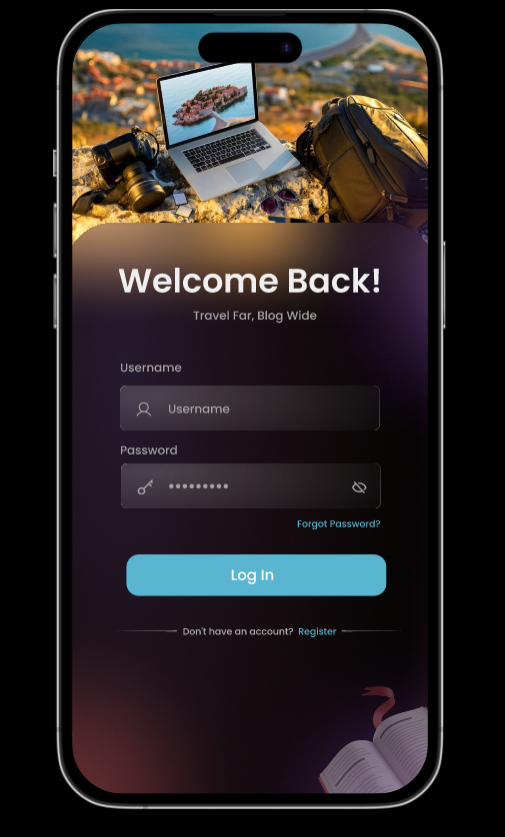 Welcome Back!
Travel Far, Blog Wide
Username
Username
Password
•••••••••
Forgot Password?
Log In
Don't have an account? Register